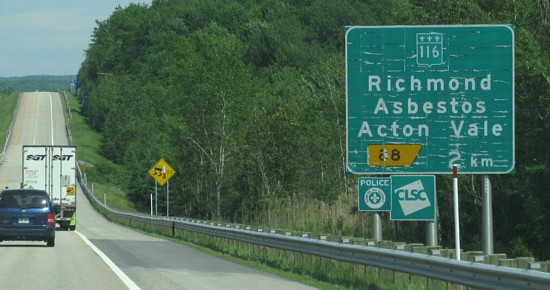 116
Richmond
Asbestos
Acton Vale
88
2 km
POLICE
CLSC
SGT SGT